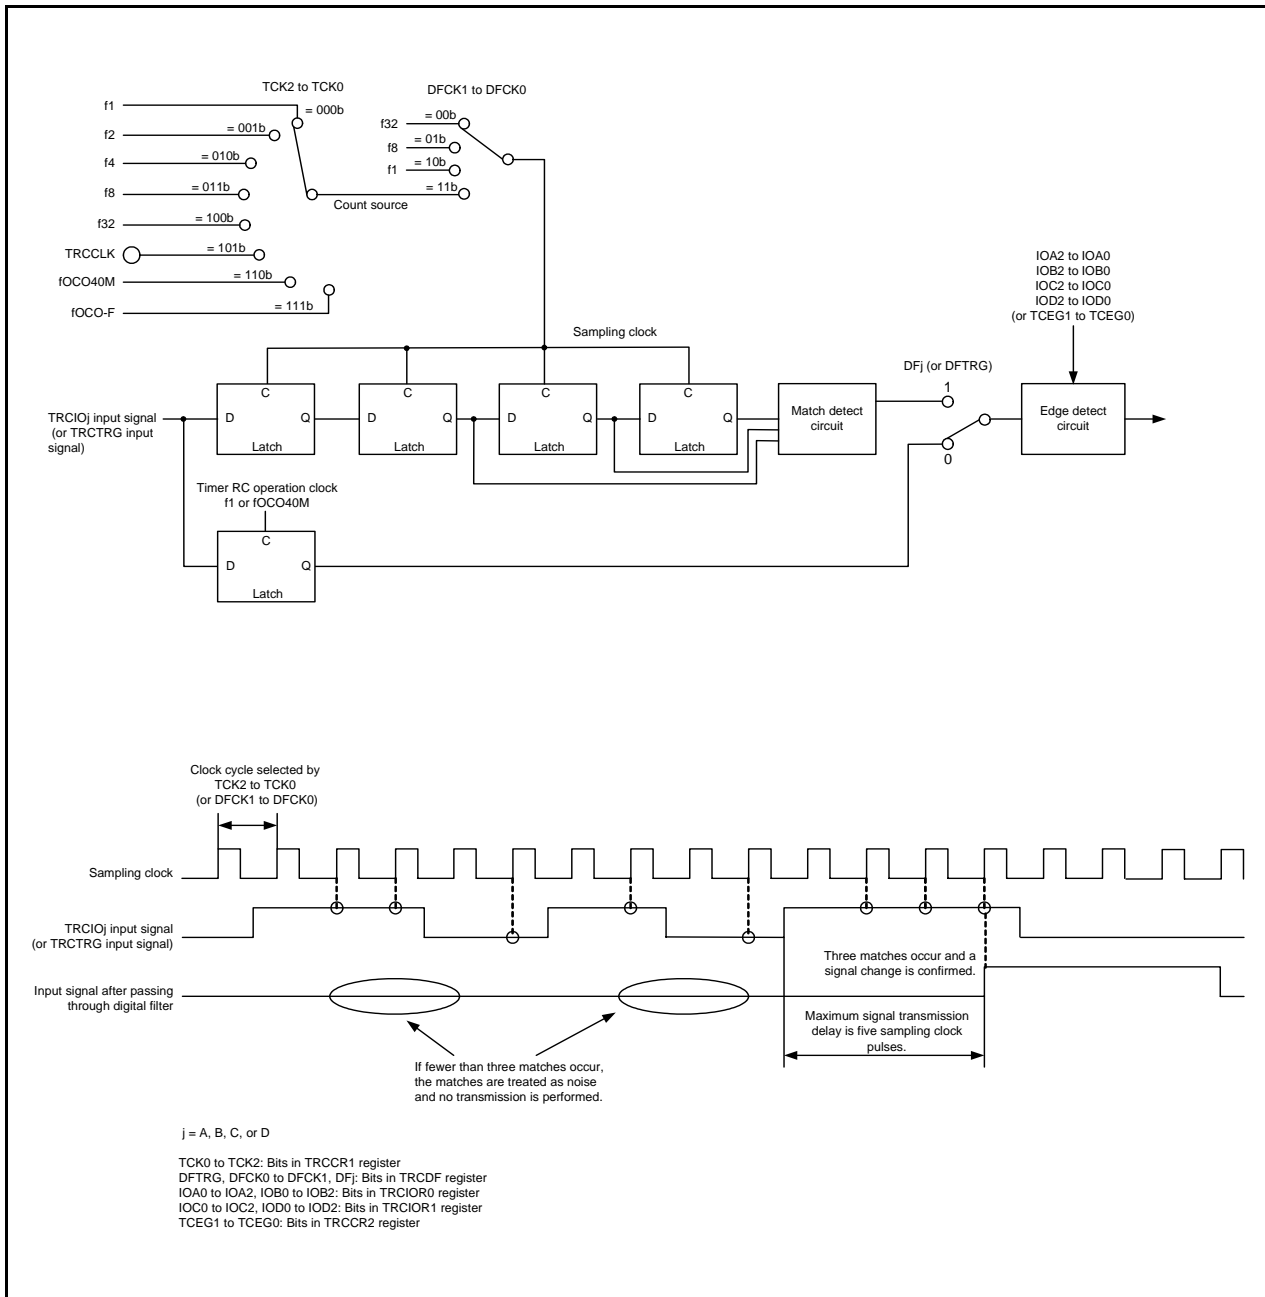 TCK2 to TCK0
DFCK1 to DFCK0
f1
= 000b
f2
= 001b
f4
= 010b
f8
= 011b
f32
= 100b
TRCCLK
= 101b
fOCO40M
= 110b
fOCO-F
= 111b
Count source
f32
= 00b
f8
= 01b
f1
= 10b
= 11b
IOA2 to IOA0
IOB2 to IOB0
IOC2 to IOC0
IOD2 to IOD0
(or TCEG1 to TCEG0)
Sampling clock
DFj (or DFTRG)
1
0
TRCIOj input signal
(or TRCTRG input
signal)
C
D
Q
Latch
C
D
Q
Latch
C
D
Q
Latch
C
D
Q
Latch
Match detect
circuit
Edge detect
circuit
Timer RC operation clock
f1 or fOCO40M
C
D
Q
Latch
Clock cycle selected by
TCK2 to TCK0
(or DFCK1 to DFCK0)
Sampling clock
TRCIOj input signal
(or TRCTRG input signal)
Three matches occur and a
signal change is confirmed.
Input signal after passing
through digital filter
Maximum signal transmission
delay is five sampling clock
pulses.
If fewer than three matches occur,
the matches are treated as noise
and no transmission is performed.
j = A, B, C, or D
TCK0 to TCK2: Bits in TRCCR1 register
DFTRG, DFCK0 to DFCK1, DFj: Bits in TRCDF register
IOA0 to IOA2, IOB0 to IOB2: Bits in TRCIOR0 register
IOC0 to IOC2, IOD0 to IOD2: Bits in TRCIOR1 register
TCEG1 to TCEG0: Bits in TRCCR2 register